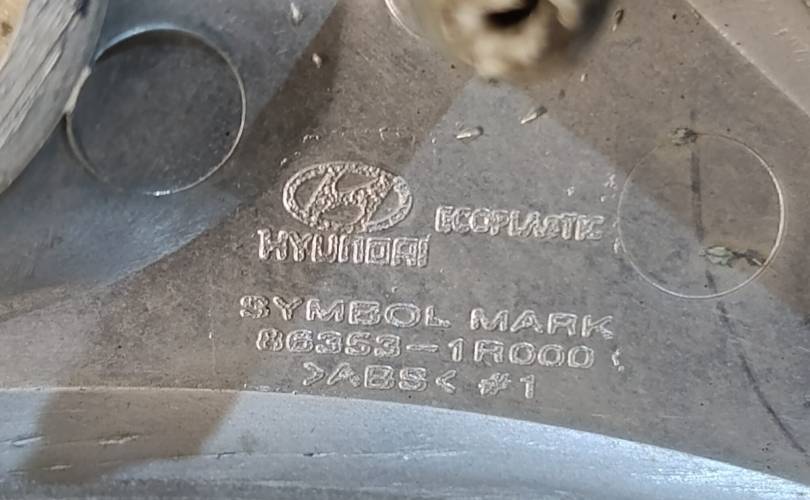 HYUNDAI ECOPLASTIC
SYMBOL MARK
86353-1R000
>ABS< #1